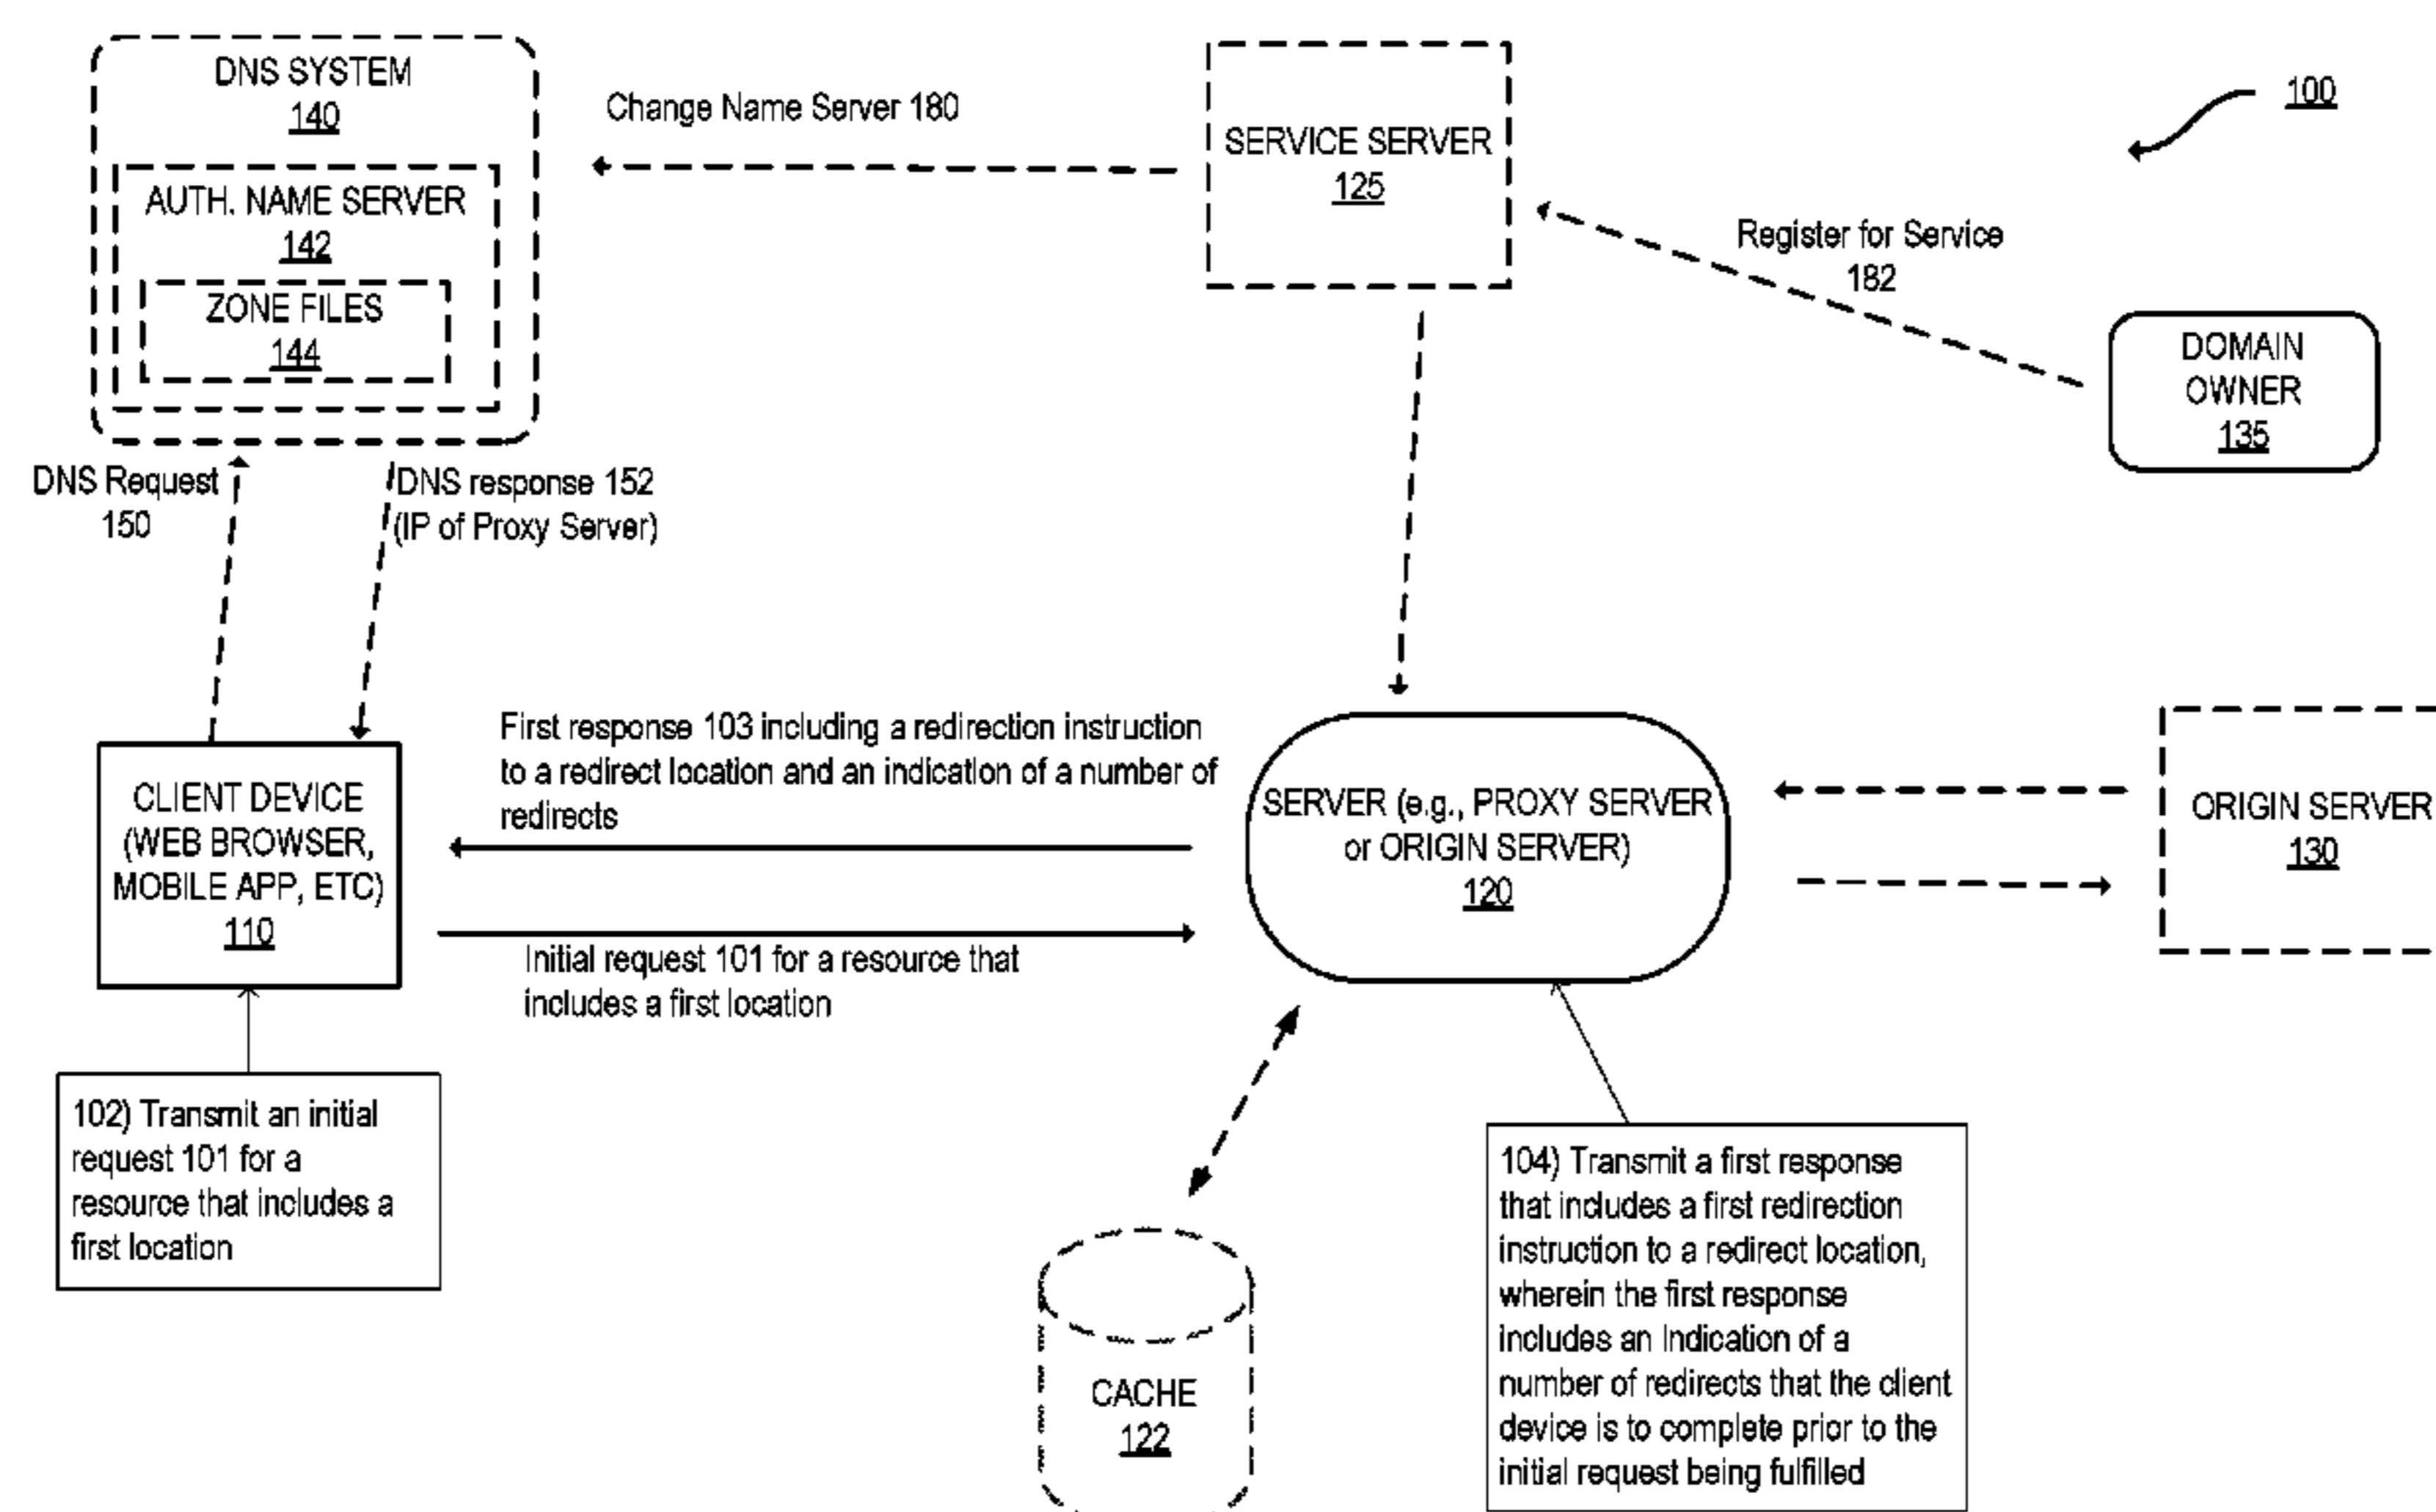 DNS SYSTEM
140
AUTH. NAME SERVER
142
ZONE FILES
144
Change Name Server 180
SERVICE SERVER
125
100
Register for Service
182
DOMAIN
OWNER
135
DNS Request
150
DNS response 152
(IP of Proxy Server)
CLIENT DEVICE
(WEB BROWSER,
MOBILE APP, ETC)
110
First response 103 including a redirection instruction
to a redirect location and an indication of a number of
redirects
Initial request 101 for a resource that
includes a first location
SERVER (e.g., PROXY SERVER
or ORIGIN SERVER)
120
ORIGIN SERVER
130
102) Transmit an initial
request 101 for a
resource that includes a
first location
CACHE
122
104) Transmit a first response
that includes a first redirection
instruction to a redirect location,
wherein the first response
includes an Indication of a
number of redirects that the client
device is to complete prior to the
initial request being fulfilled